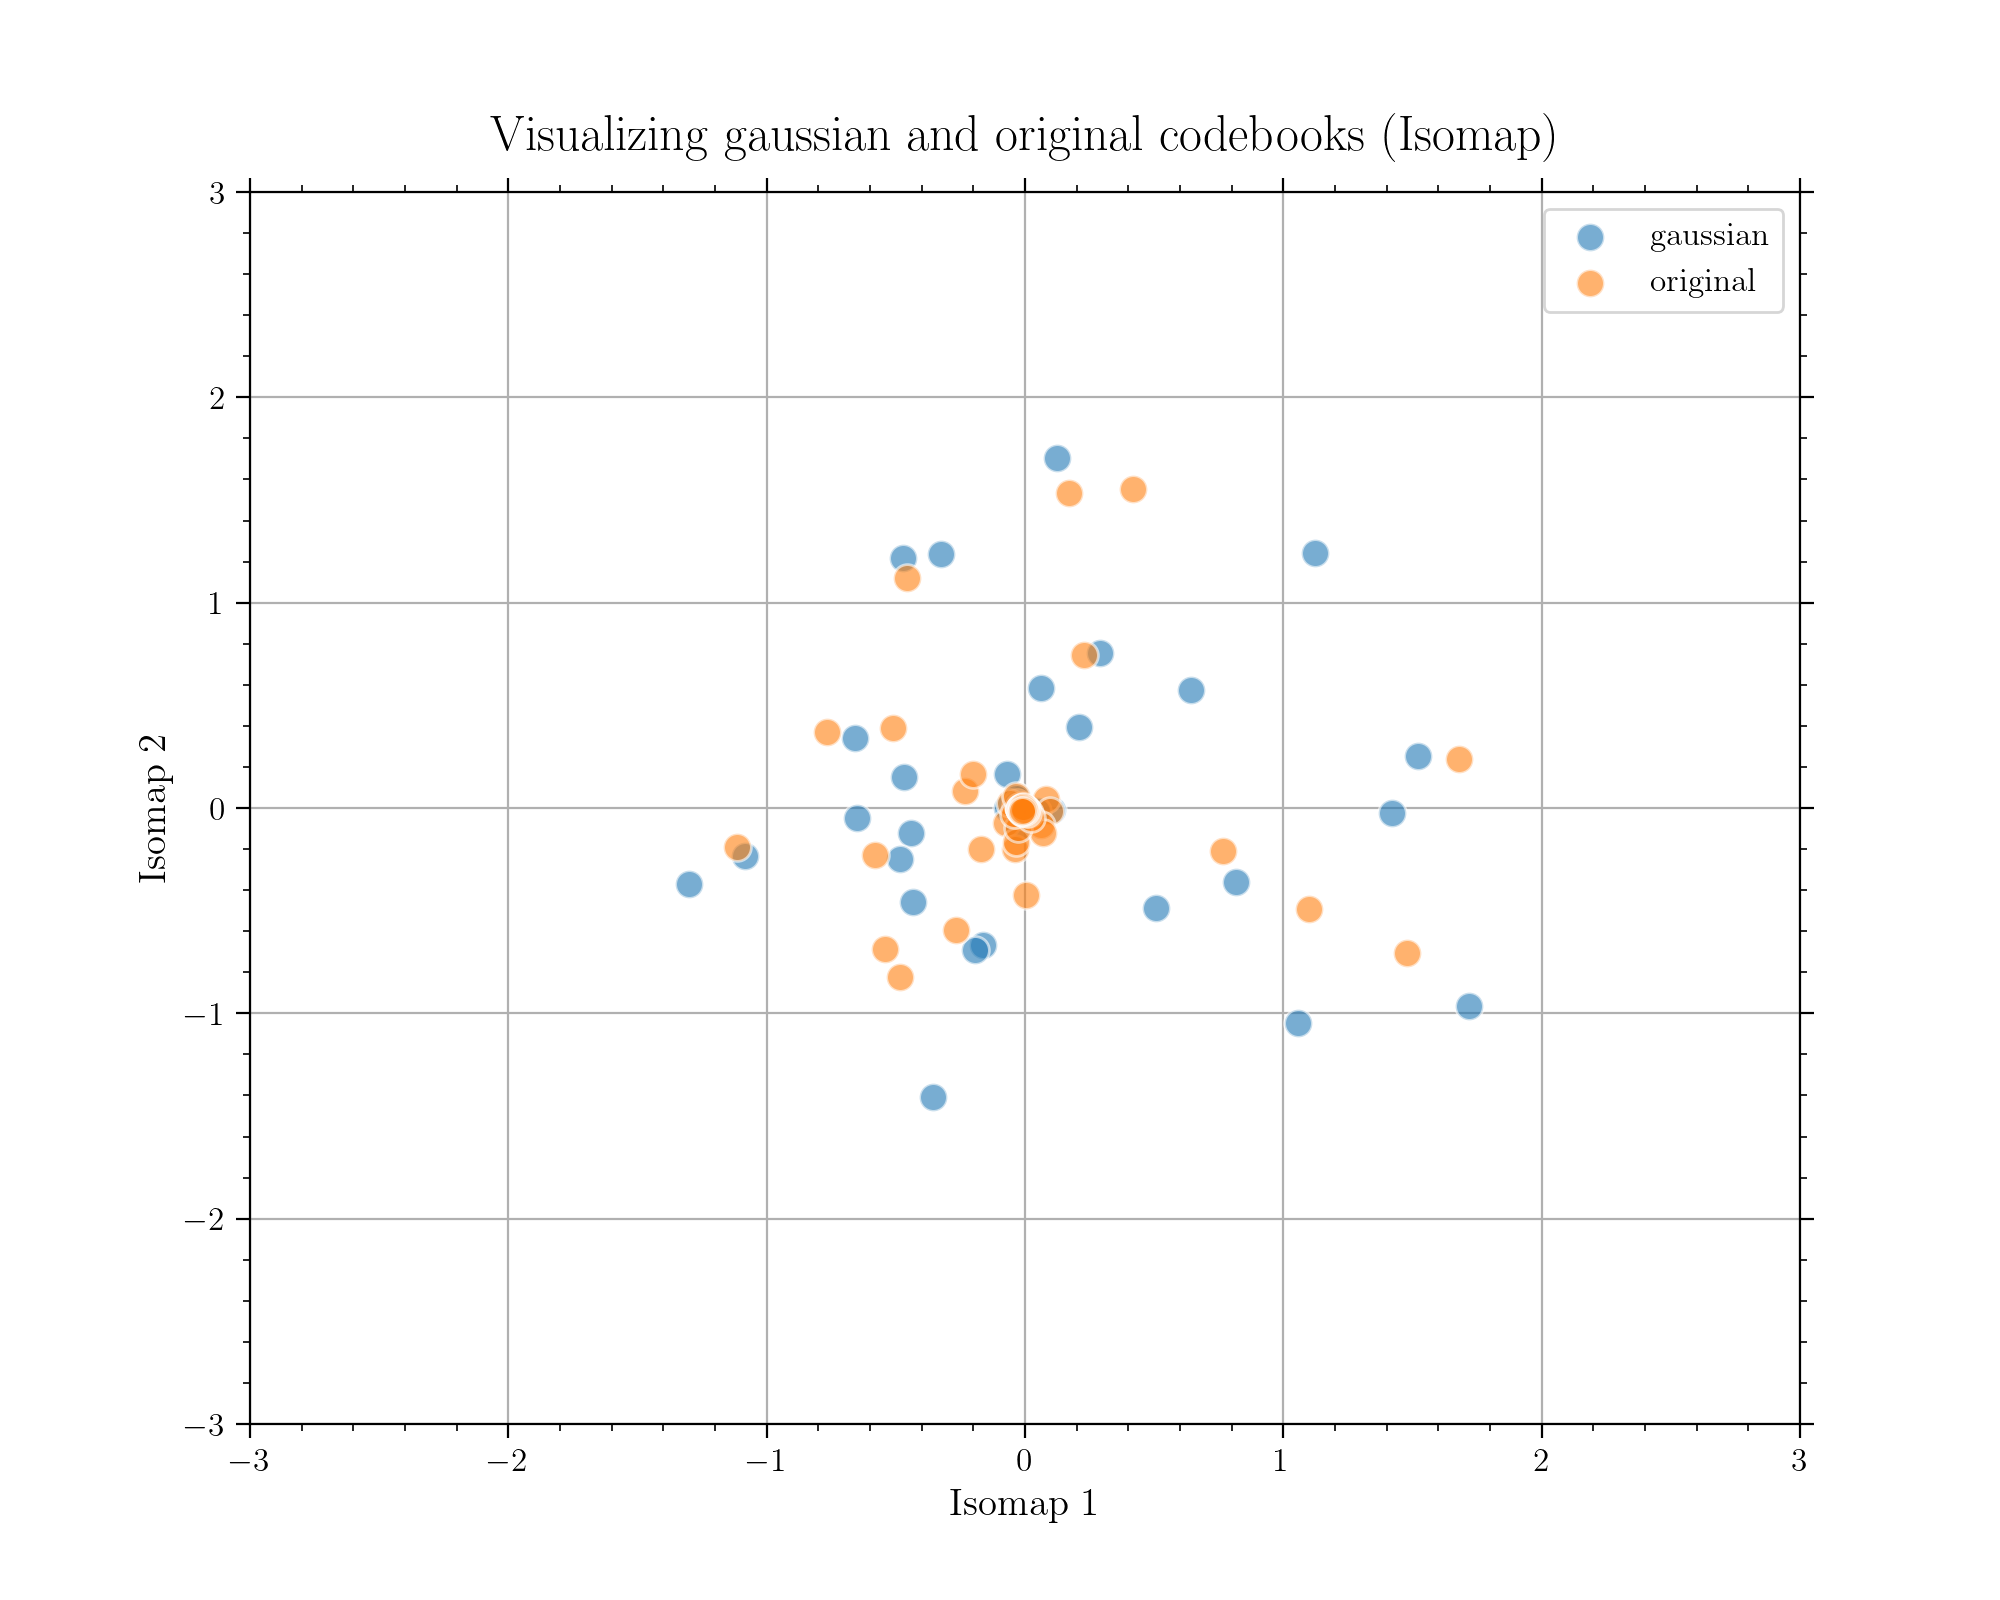 Visualizing gaussian and original codebooks (Isomap)
3
2
1
0
−1
−2
−3
Isomap 2
gaussian
original
−3 −2 −1 0 1 2 3
Isomap 1